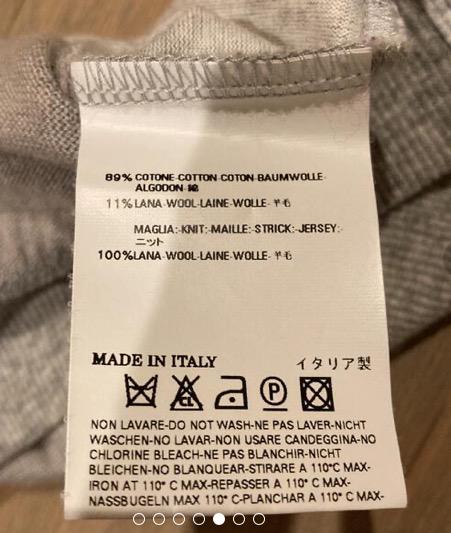 89% COTONE-COTTON-COTON-BAUMWOLLE-
ALGODON-綿
11% LANA-WOOL-LAINE-WOLLE-羊毛
MAGLIA:-KNIT:-MAILLE:-STRICK:-JERSEY:-
ニット
100% LANA-WOOL-LAINE-WOLLE-羊毛
MADE IN ITALY イタリア製
CL P
NON LAVARE-DO NOT WASH-NE PAS LAVER-NICHT
WASCHEN-NO LAVAR-NON USARE CANDEGGINA-NO
CHLORINE BLEACH-NE PAS BLANCHIR-NICHT
BLEICHEN-NO BLANQUEAR-STIRARE A 110°C MAX-
IRON AT 110°C MAX-REPASSER A 110°C MAX-
NASSBUGELN MAX 110° C-PLANCHAR A 110°C MAX-